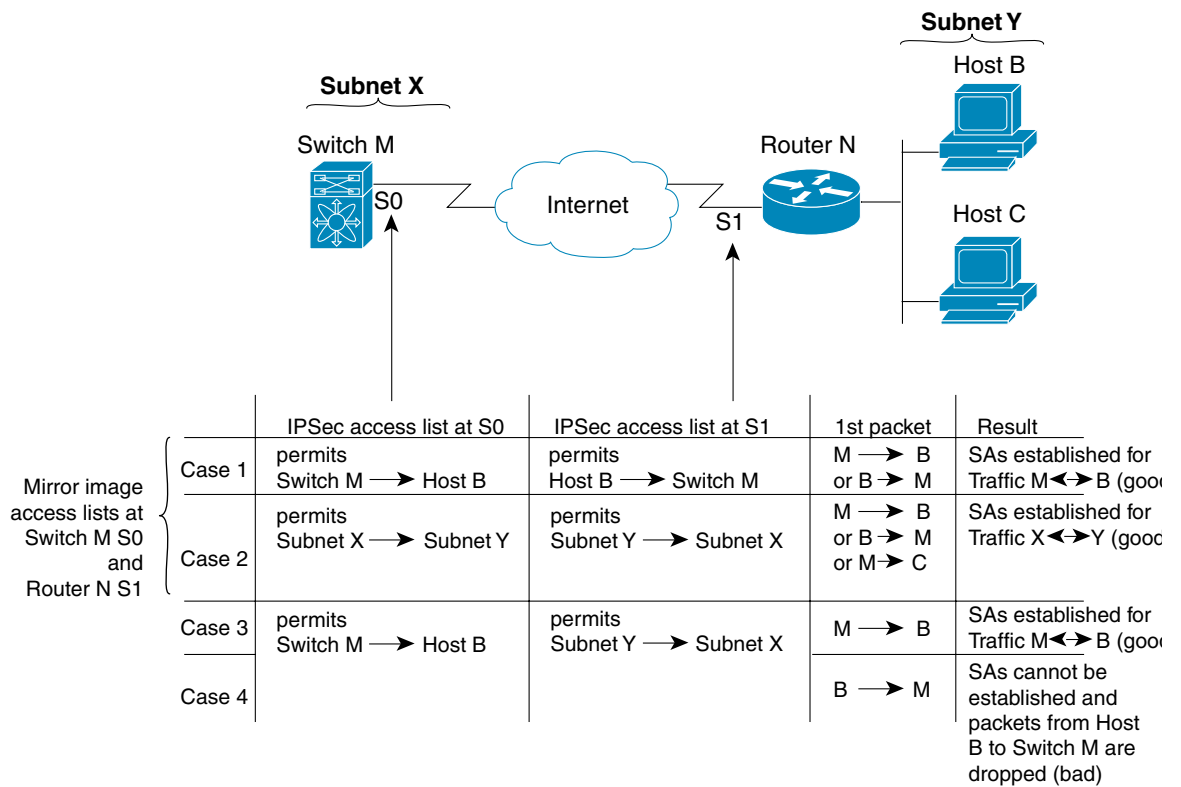 Subnet Y
Host B
Subnet X
Switch M
Router N
S0
Internet
S1
Host C
IPSec access list at S0
IPSec access list at S1
1st packet
Result
Mirror image
access lists at
Switch M S0
and
Router N S1
Case 1
permits
Switch M → Host B
permits
Host B → Switch M
M → B
or B → M
SAs established for
Traffic M ↔ B (good
Case 2
permits
Subnet X → Subnet Y
permits
Subnet Y → Subnet X
M → B
or B → M
or M → C
SAs established for
Traffic X ↔ Y (good
Case 3
permits
Switch M → Host B
permits
Subnet Y → Subnet X
M → B
SAs established for
Traffic M ↔ B (good
Case 4
B → M
SAs cannot be
established and
packets from Host
B to Switch M are
dropped (bad)